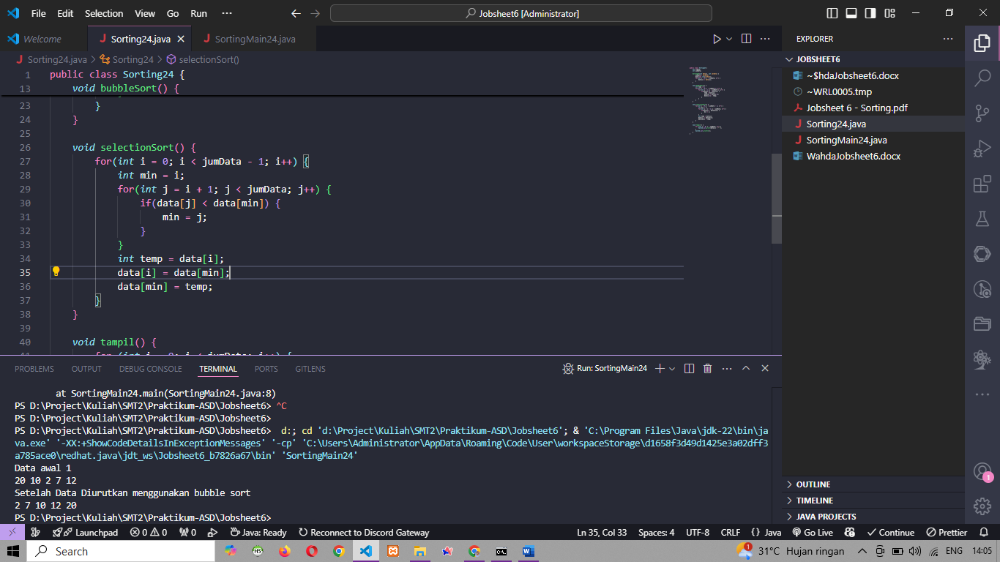 File Edit Selection View Go Run ··· Jobsheet6 [Administrator]
Welcome Sorting24.java SortingMain24.java
Sorting24.java > Sorting24 > selectionSort()
1 public class Sorting24 {
13 void bubbleSort() {
23 }
24 }
25
26 void selectionSort() {
27 for(int i = 0; i < jumData - 1; i++) {
28 int min = i;
29 for(int j = i + 1; j < jumData; j++) {
30 if(data[j] < data[min]) {
31 min = j;
32 }
33 }
34 int temp = data[i];
35 data[i] = data[min];
36 data[min] = temp;
37 }
38 }
39
40 void tampil() {
41 for (int i = 0; i < jumData; i++) {
EXPLORER
JOBSHEET6
~$hdaJobsheet6.docx
~WRL0005.tmp
Jobsheet 6 - Sorting.pdf
Sorting24.java
SortingMain24.java
WahdaJobsheet6.docx
OUTLINE
TIMELINE
JAVA PROJECTS
1
PROBLEMS OUTPUT DEBUG CONSOLE TERMINAL PORTS GITLENS Run: SortingMain24
at SortingMain24.main(SortingMain24.java:8)
PS D:\Project\Kuliah\SMT2\Praktikum-ASD\Jobsheet6> ^C
PS D:\Project\Kuliah\SMT2\Praktikum-ASD\Jobsheet6>
PS D:\Project\Kuliah\SMT2\Praktikum-ASD\Jobsheet6> d:; cd 'd:\Project\Kuliah\SMT2\Praktikum-ASD\Jobsheet6'; & 'C:\Program Files\Java\jdk-22\bin\ja
va.exe' '-XX:+ShowCodeDetailsInExceptionMessages' '-cp' 'C:\Users\Administrator\AppData\Roaming\Code\User\workspaceStorage\d1658f3d49d1425e3a02dff3
a785ace0\redhat.java\jdt_ws\Jobsheet6_b7826a67\bin' 'SortingMain24'
Data awal 1
20 10 2 7 12
Setelah Data Diurutkan menggunakan bubble sort
2 7 10 12 20
PS D:\Project\Kuliah\SMT2\Praktikum-ASD\Jobsheet6>
Launchpad 0 0 0 Java: Ready Reconnect to Discord Gateway Ln 35, Col 33 Spaces: 4 UTF-8 CRLF {} Java Go Live Continue Prettier
Search 1 31°C Hujan ringan ENG 14:05